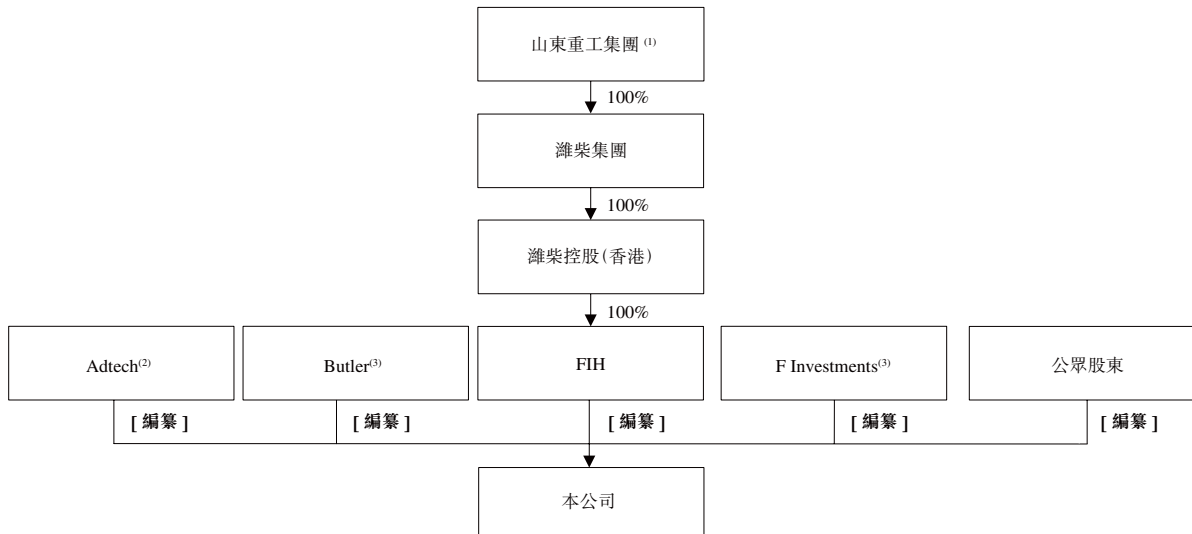 山東重工集團 (1)
100%
濰柴集團
100%
濰柴控股(香港)
100%
Adtech(2)
Butler(3)
FIH
F Investments(3)
公眾股東
[ 編纂 ]
[ 編纂 ]
[ 編纂 ]
[ 編纂 ]
[ 編纂 ]
本公司